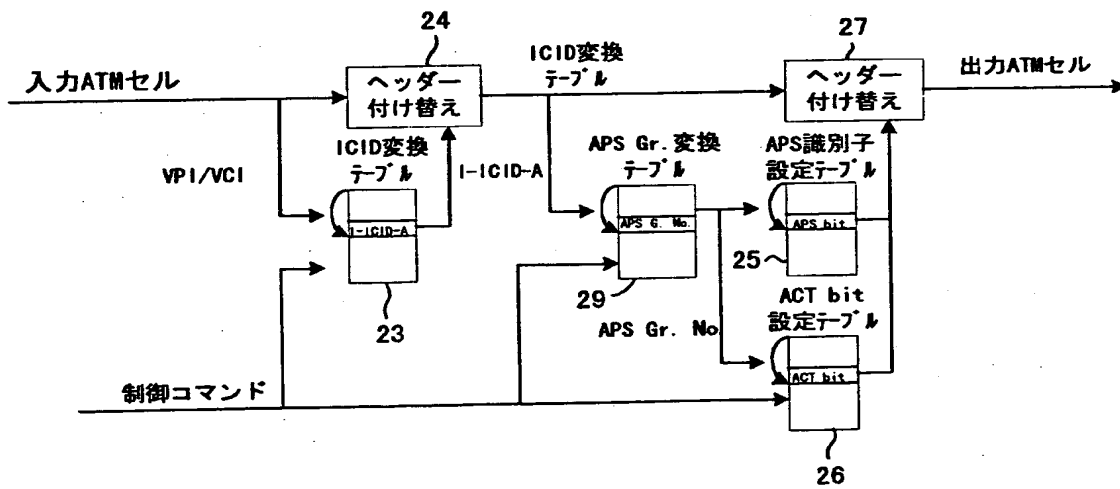 24
27
ICID変換
テーブル
入力ATMセル
ヘッダー
付け替え
ヘッダー
付け替え
出力ATMセル
VPI/VCI
ICID変換
テーブル
I-ICID-A
APS Gr.変換
テーブル
APS識別子
設定テーブル
I-ICID-A
APS G. No.
APS bit
25
23
29
APS Gr. No.
ACT bit
設定テーブル
ACT bit
制御コマンド
26